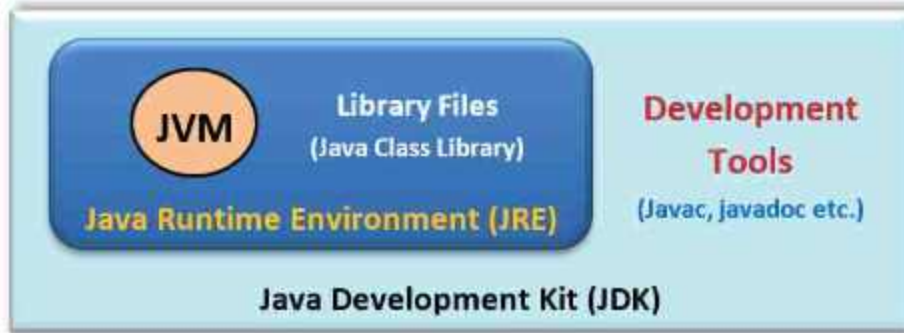 JVM
Library Files
(Java Class Library)
Java Runtime Environment (JRE)
Development
Tools
(Javac, javadoc etc.)
Java Development Kit (JDK)